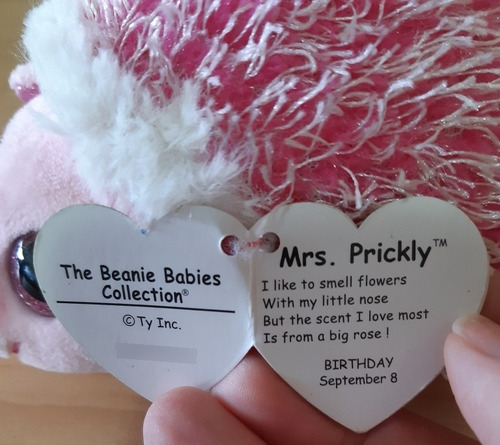 The Beanie Babies
Collection®
© Ty Inc.
Mrs. Prickly™
I like to smell flowers
With my little nose
But the scent I love most
Is from a big rose !
BIRTHDAY
September 8